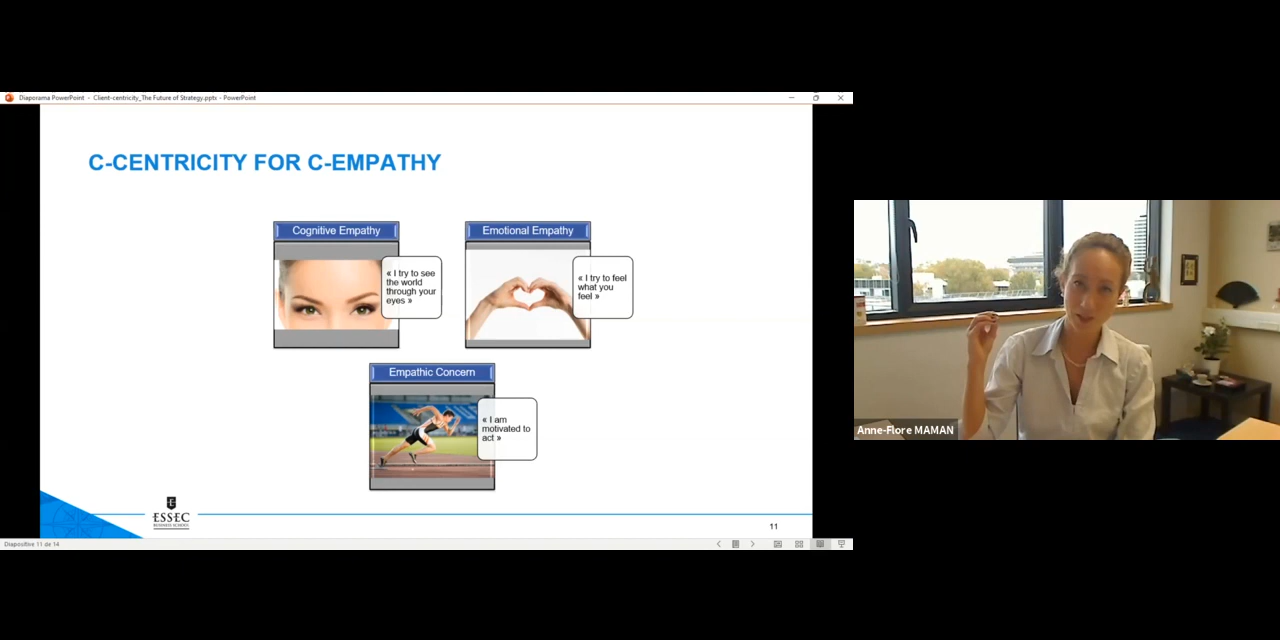 Diaporama PowerPoint - Client-centricity_The Future of Strategy.pptx - PowerPoint
C-CENTRICITY FOR C-EMPATHY
Cognitive Empathy
« I try to see
the world
through your
eyes »
Emotional Empathy
« I try to feel
what you
feel »
Empathic Concern
« I am
motivated to
act »
ESSEC
BUSINESS SCHOOL
11
Diapositive 11 de 14
Anne-Flore MAMAN